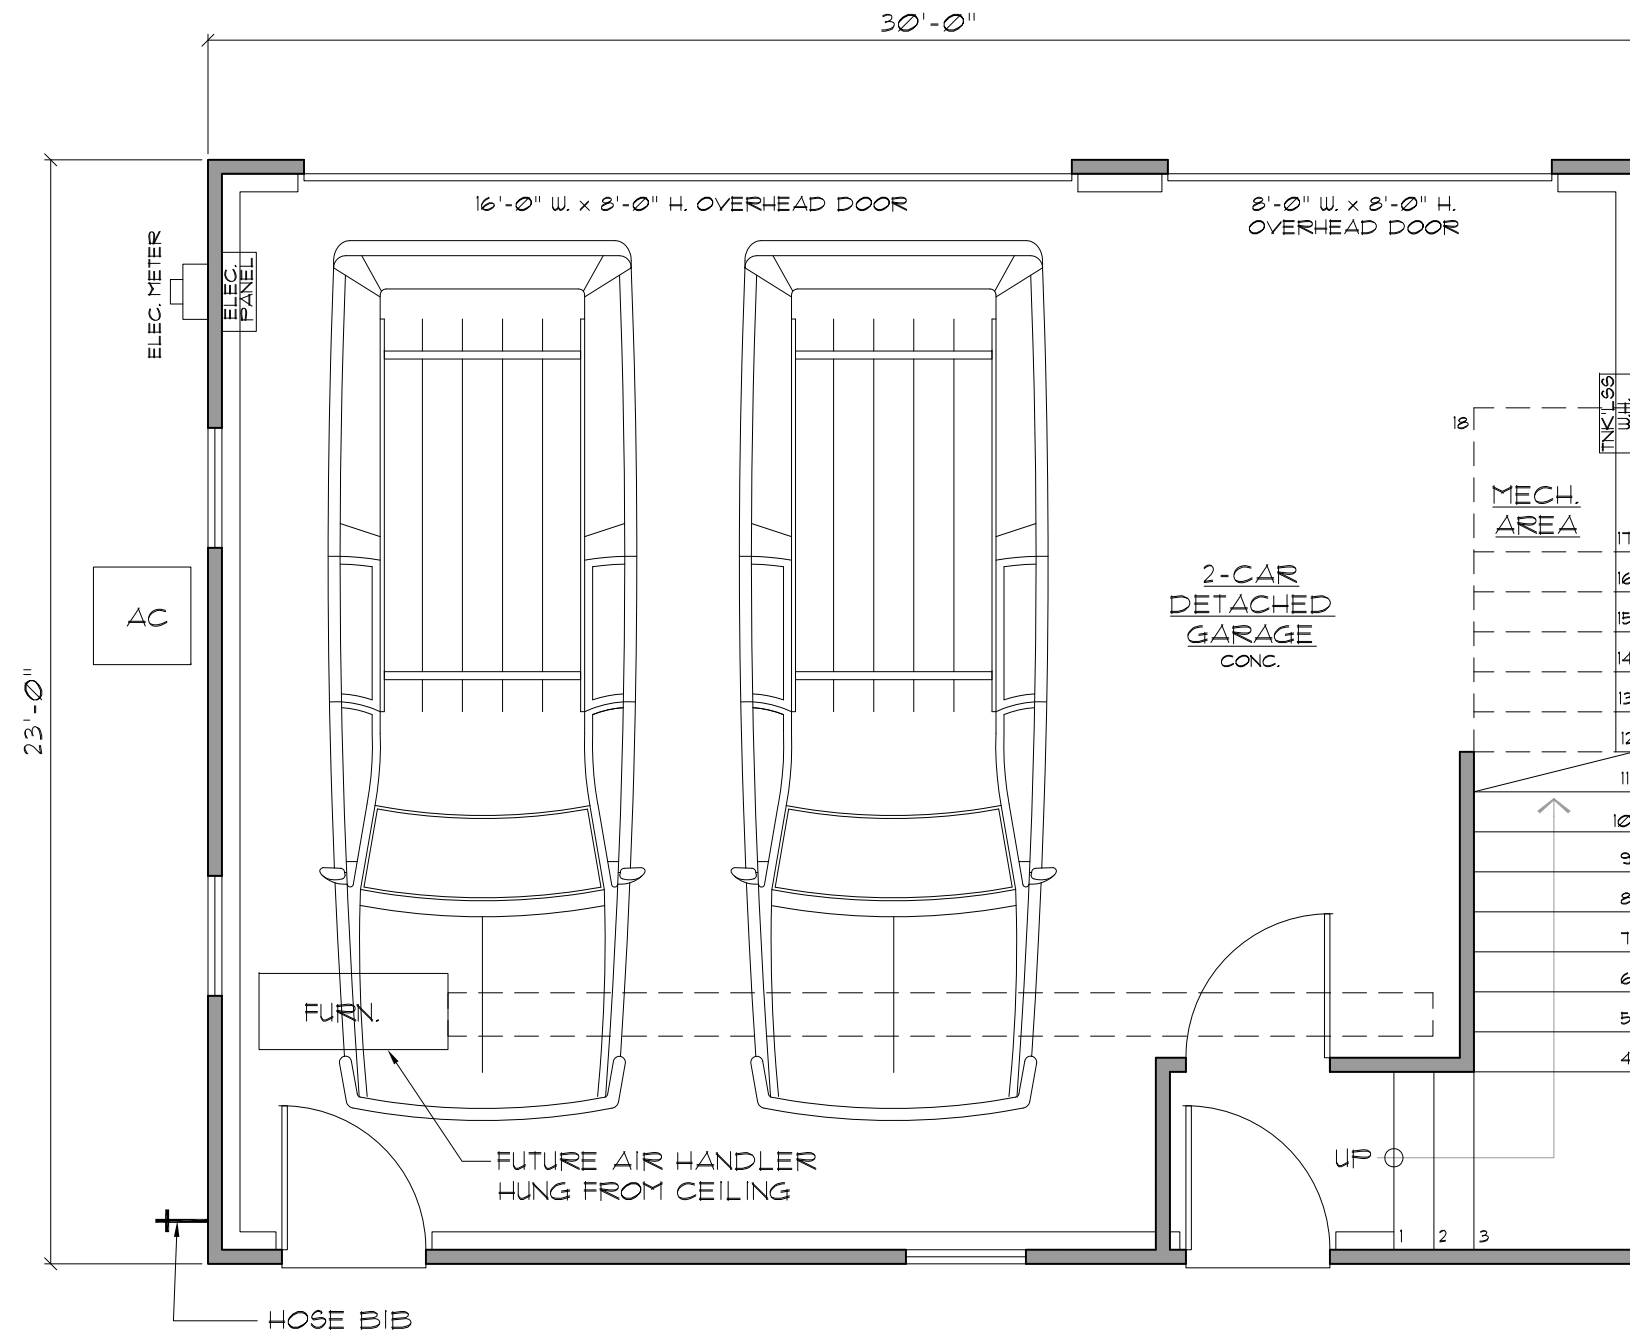 30'-0"
16'-0" W. x 8'-0" H. OVERHEAD DOOR
8'-0" W. x 8'-0" H.
OVERHEAD DOOR
ELEC. METER
ELEC.
PANEL
TNK'LSS
W.H.
18
MECH.
AREA
17
16
15
14
13
12
11
10
9
8
7
6
5
4
2-CAR
DETACHED
GARAGE
CONC.
AC
23'-0"
FURN.
FUTURE AIR HANDLER
HUNG FROM CEILING
UP
1
2
3
HOSE BIB